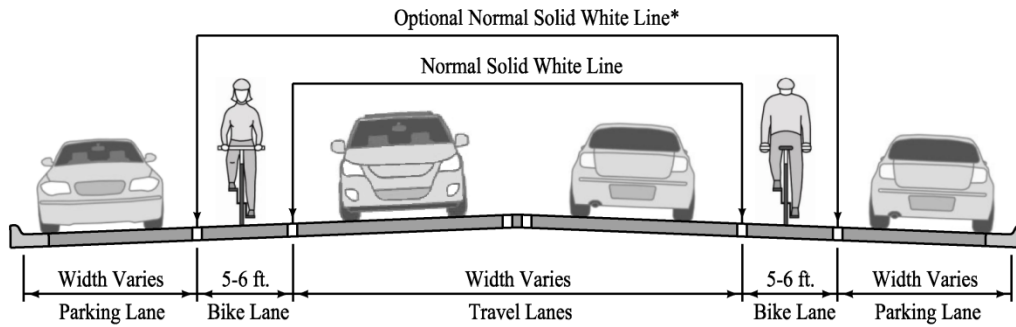 Optional Normal Solid White Line*
Normal Solid White Line
Width Varies 5-6 ft. Width Varies 5-6 ft. Width Varies
Parking Lane Bike Lane Travel Lanes Bike Lane Parking Lane